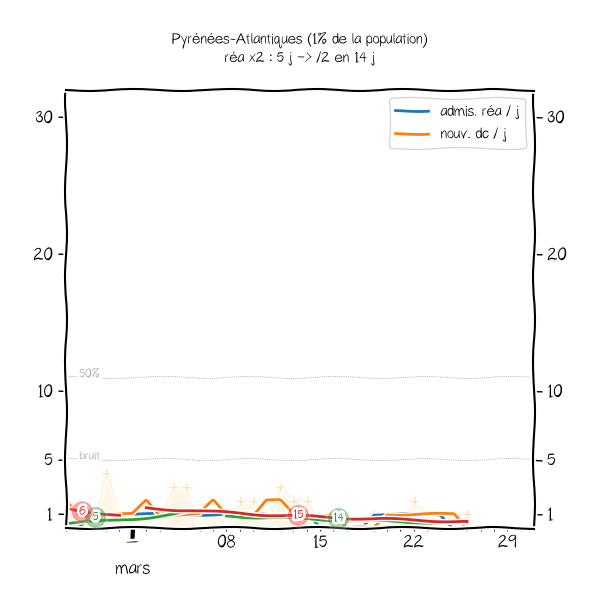 Pyrénées-Atlantiques (1% de la population)
réa x2 : 5 j -> /2 en 14 j
admis. réa / j
nouv. dc / j
30 30
20 20
50%
10 10
bruit
5 5
6 5 15 14
1 1
1 08 15 22 29
mars